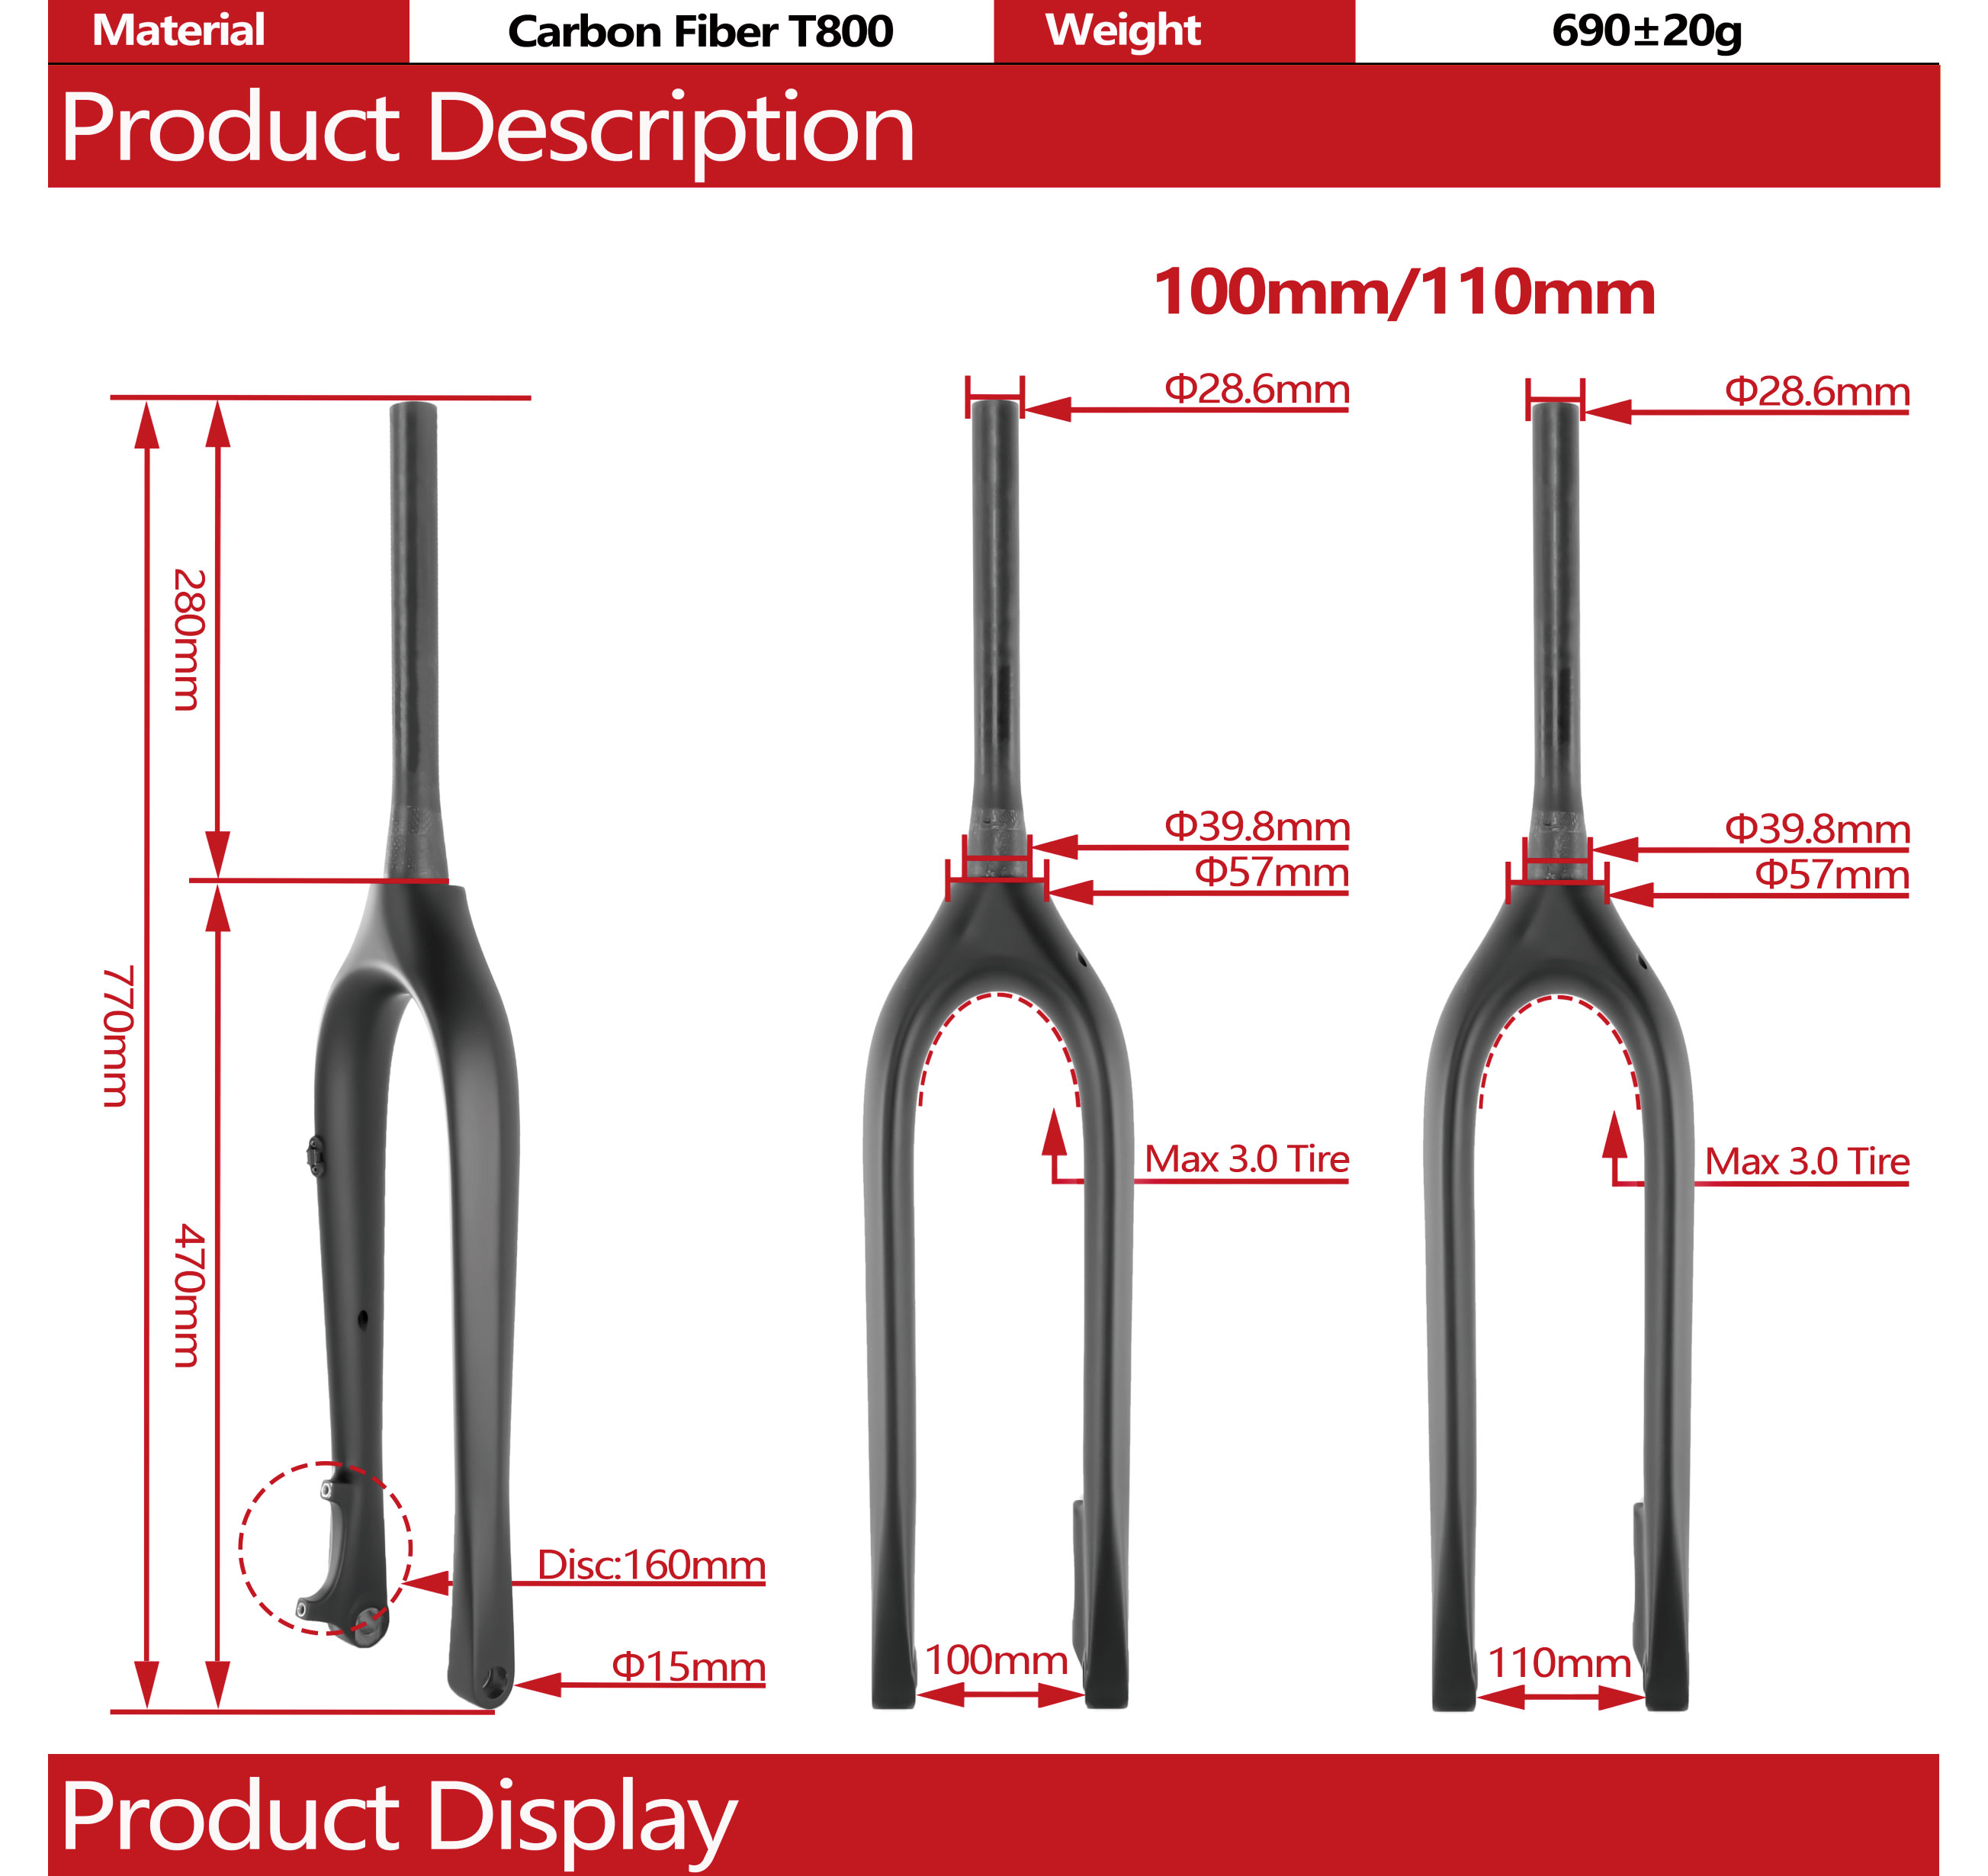 Material Carbon Fiber T800 Weight 690±20g
Product Description
100mm/110mm
Φ28.6mm Φ28.6mm
280mm
Φ39.8mm Φ39.8mm
Φ57mm Φ57mm
770mm
Max 3.0 Tire Max 3.0 Tire
470mm
Disc:160mm
Φ15mm 100mm 110mm
Product Display